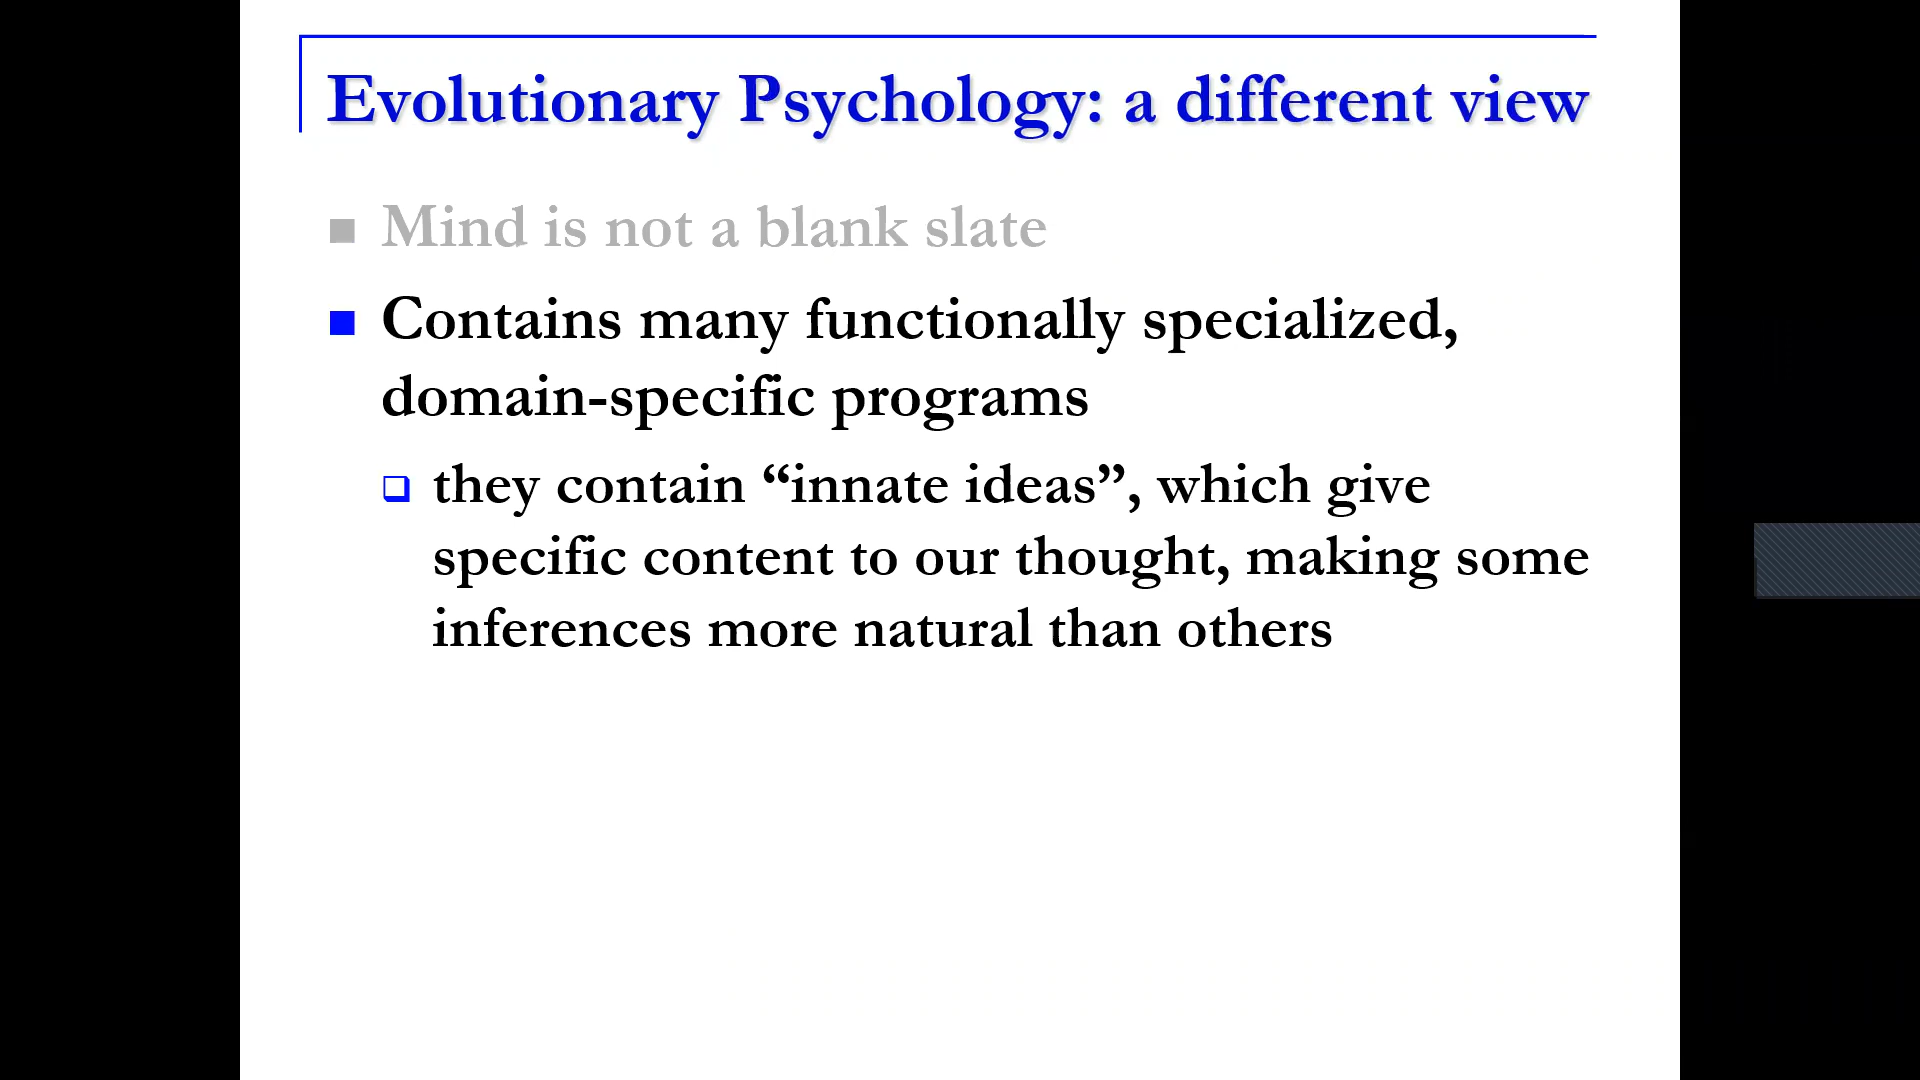 Evolutionary Psychology: a different view
Mind is not a blank slate
Contains many functionally specialized,
domain-specific programs
they contain “innate ideas”, which give
specific content to our thought, making some
inferences more natural than others